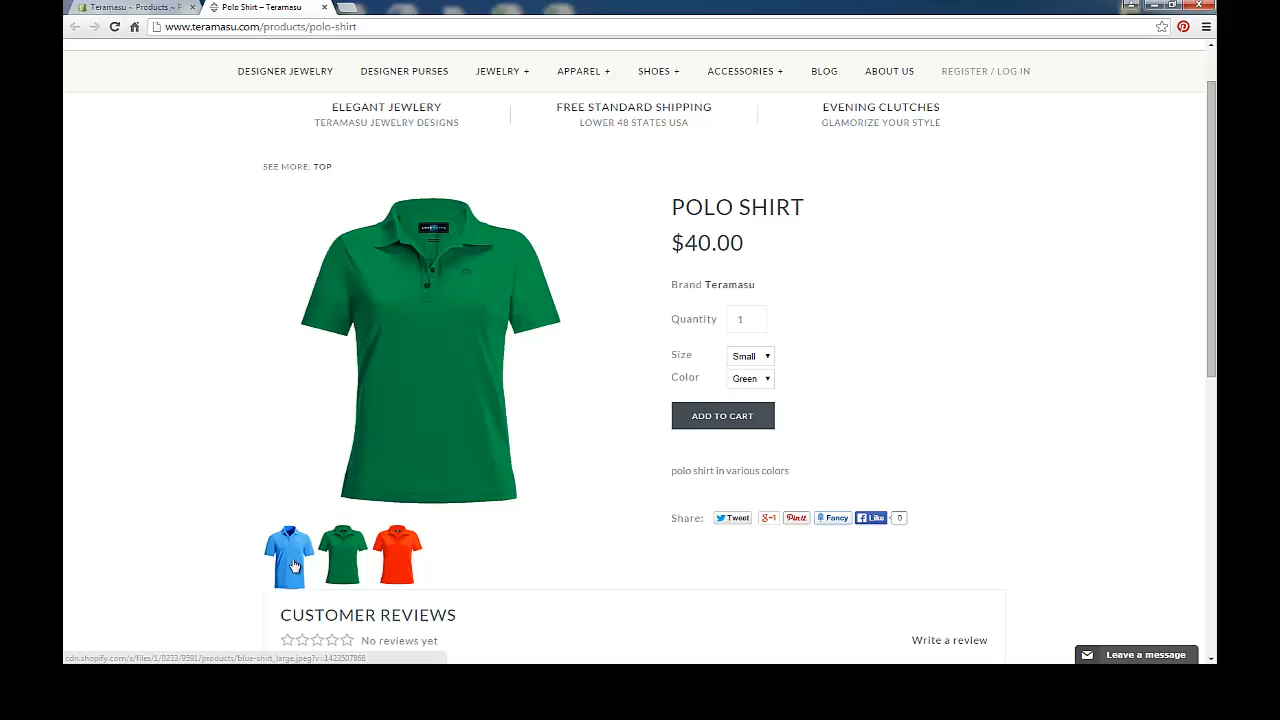 Teramasu ~ Products ~ P
Polo Shirt – Teramasu
www.teramasu.com/products/polo-shirt
DESIGNER JEWELRY DESIGNER PURSES JEWELRY + APPAREL + SHOES + ACCESSORIES + BLOG ABOUT US REGISTER / LOG IN
ELEGANT JEWLERY FREE STANDARD SHIPPING EVENING CLUTCHES
TERAMASU JEWELRY DESIGNS LOWER 48 STATES USA GLAMORIZE YOUR STYLE
SEE MORE: TOP
POLO SHIRT
$40.00
Brand Teramasu
Quantity 1
Size Small
Color Green
ADD TO CART
polo shirt in various colors
Share: Tweet g+1 Pinit Fancy Like 0
CUSTOMER REVIEWS
No reviews yet Write a review
cdn.shopify.com/s/files/1/0233/9591/products/blue-shirt_large.jpeg?v=1423507868
Leave a message